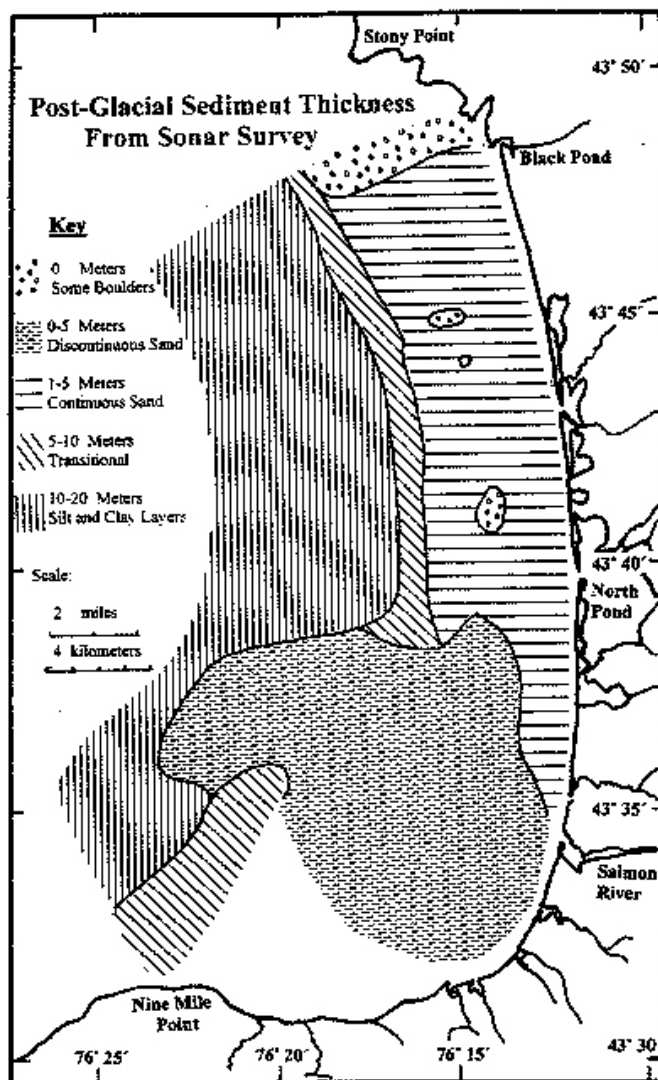 Stony Point
43° 50′
Post-Glacial Sediment Thickness
From Sonar Survey
Black Pond
Key
0 Meters
Some Boulders
43° 45′
0-5 Meters
Discontinuous Sand
1-5 Meters
Continuous Sand
5-10 Meters
Transitional
10-20 Meters
Silt and Clay Layers
43° 40′
Scale:
North
Pond
2 miles
4 kilometers
43° 35′
Salmon
River
Nine Mile
Point
76° 25′
76° 20′
76° 15′
43° 30